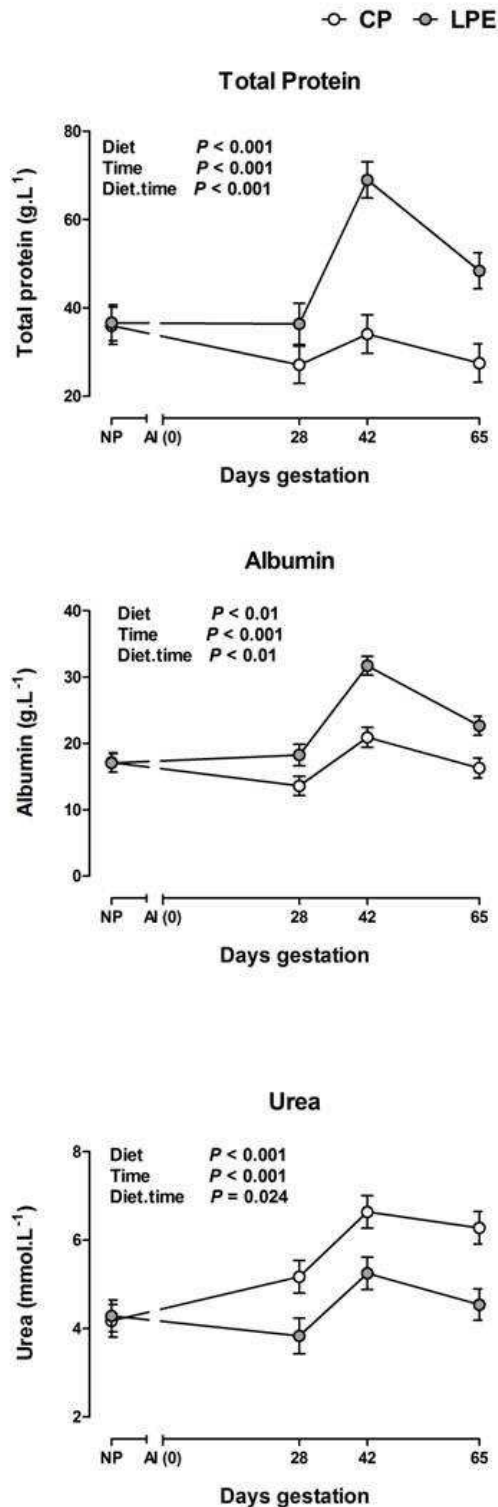 CP LPE
Total Protein
Diet P < 0.001
Time P < 0.001
Diet.time P < 0.001
Total protein (g.L⁻¹)
80
60
40
20
NP AI (0) 28 42 65
Days gestation
Albumin
Diet P < 0.01
Time P < 0.001
Diet.time P < 0.01
Albumin (g.L⁻¹)
40
30
20
10
0
NP AI (0) 28 42 65
Days gestation
Urea
Diet P < 0.001
Time P < 0.001
Diet.time P = 0.024
Urea (mmol.L⁻¹)
8
6
4
2
NP AI (0) 28 42 65
Days gestation